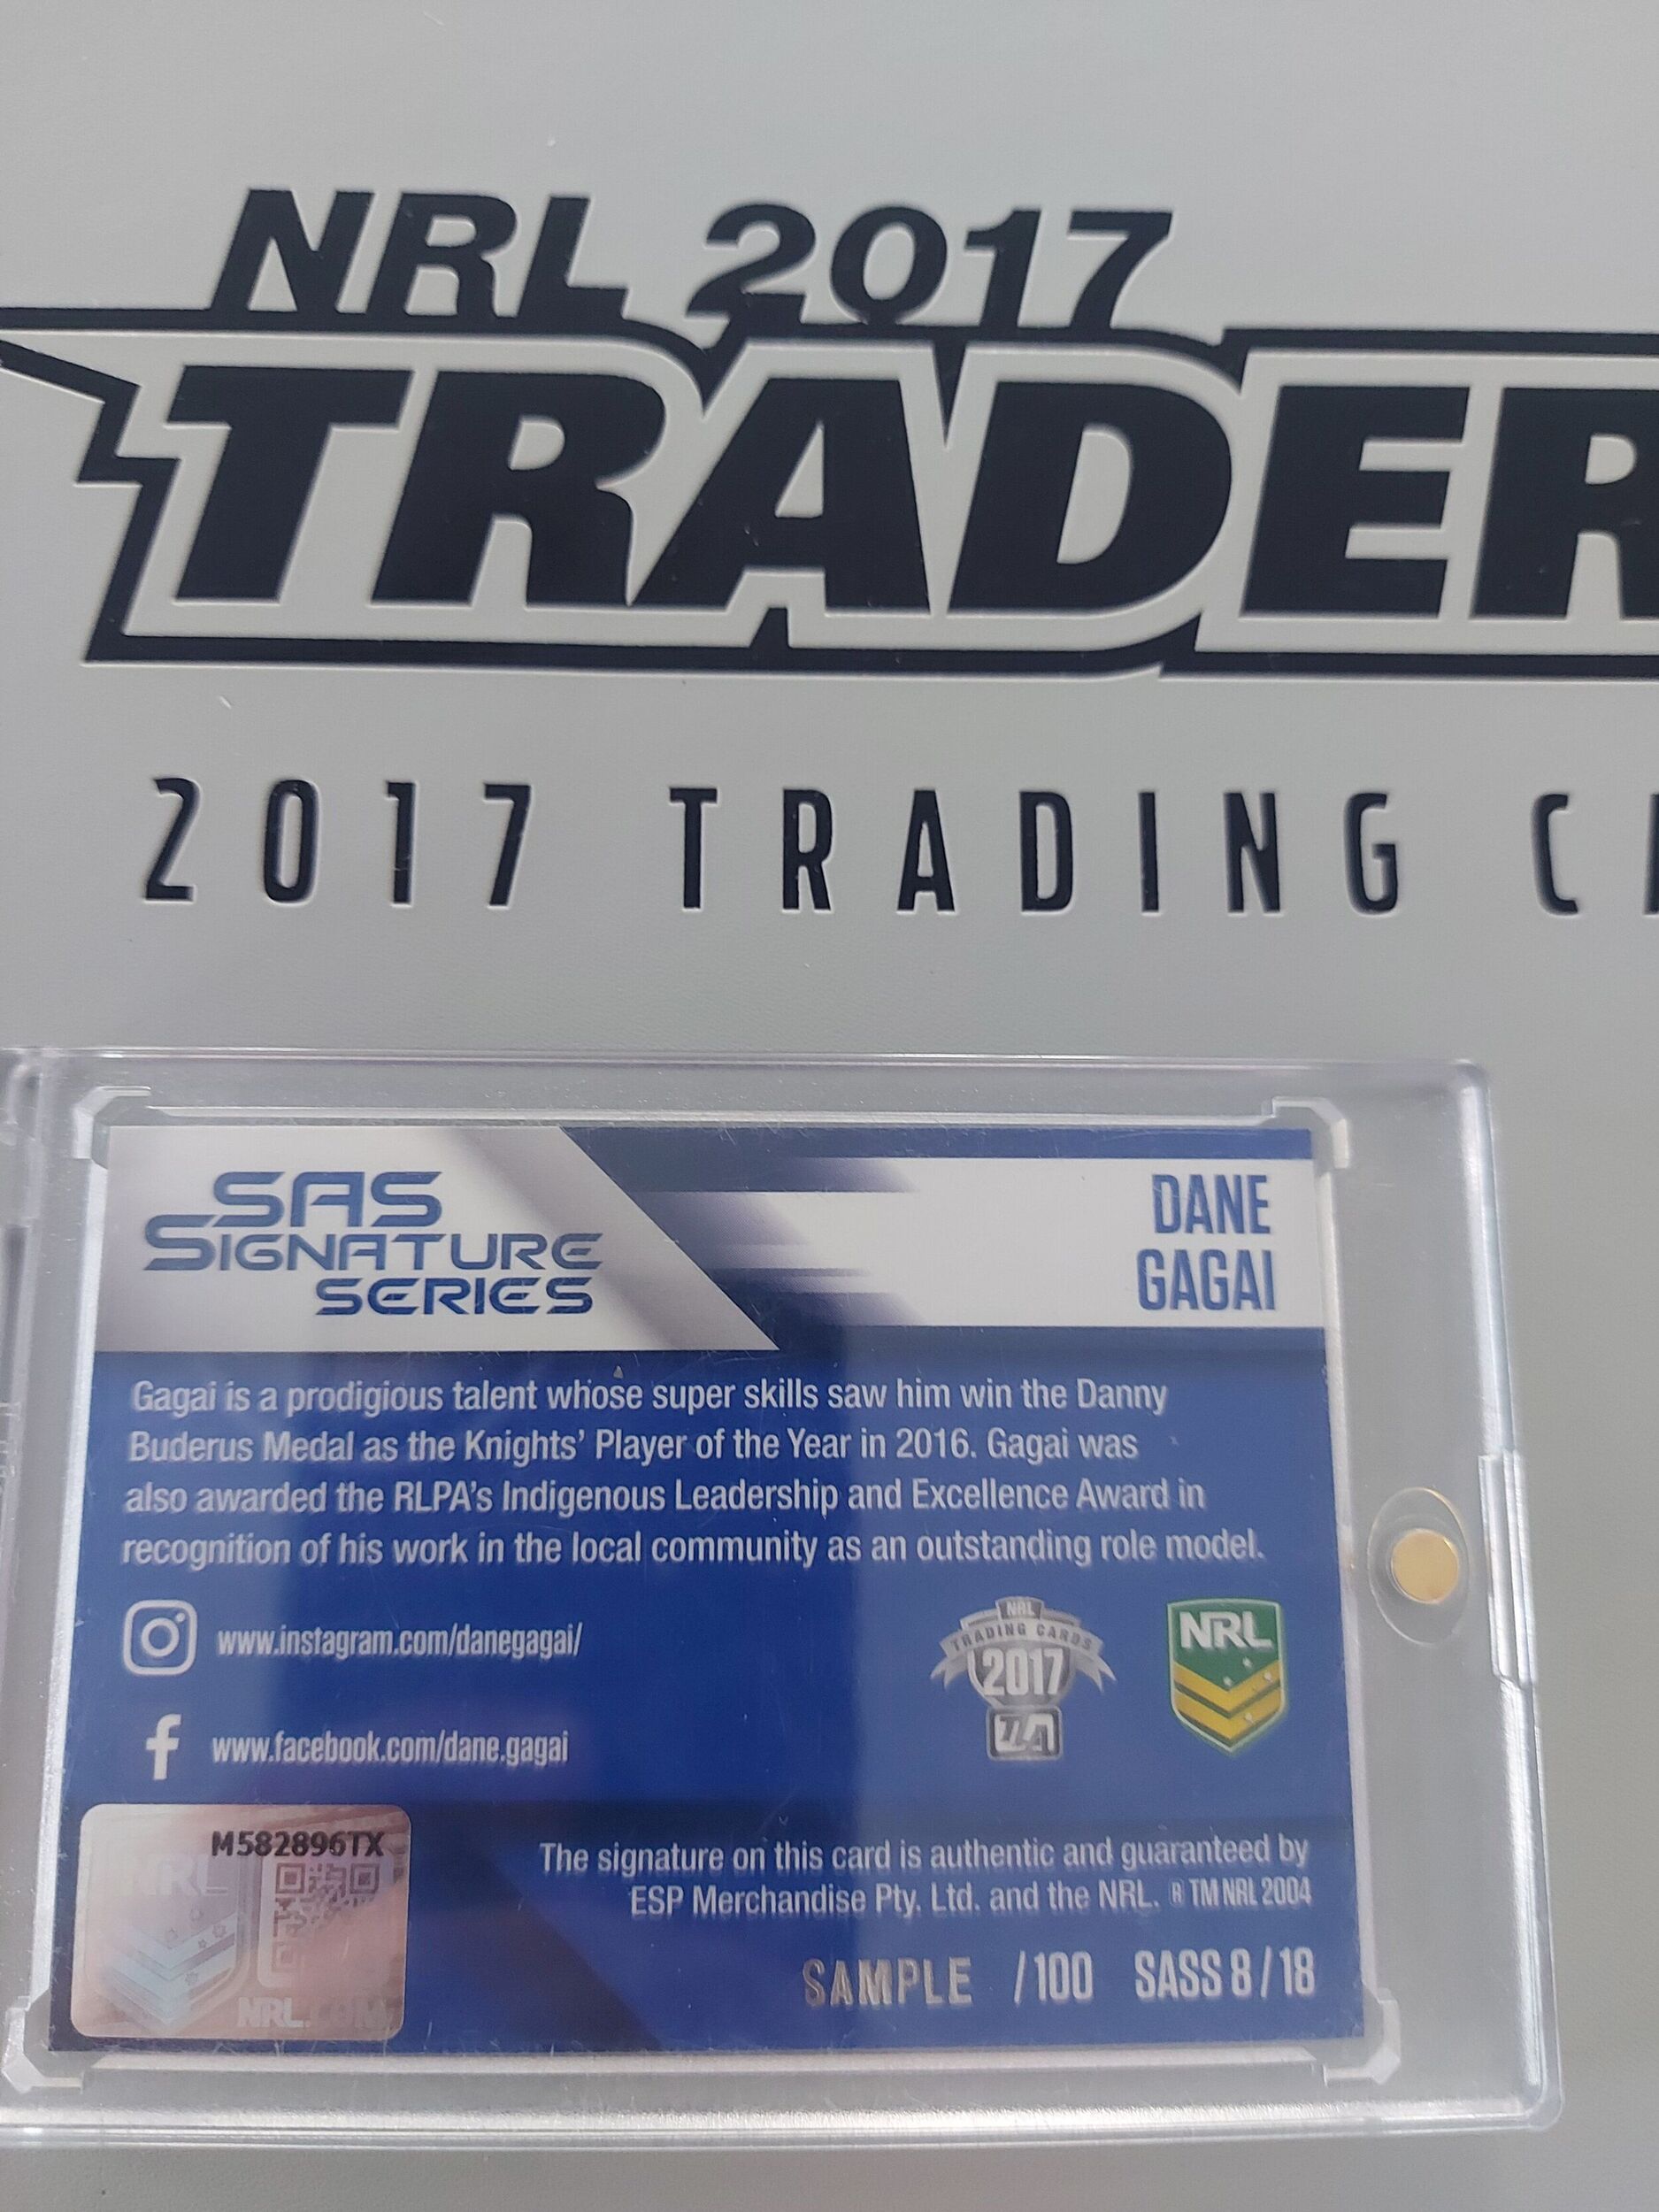 NRL 2017
TRADER
2017 TRADING
SAS
SIGNATURE
SERIES
DANE
GAGAI
Gagai is a prodigious talent whose super skills saw him win the Danny
Buderus Medal as the Knights' Player of the Year in 2016. Gagai was
also awarded the RLPA's Indigenous Leadership and Excellence Award in
recognition of his work in the local community as an outstanding role model.
www.instagram.com/danegagai/
www.facebook.com/dane.gagai
NRL
TRADING CARDS
2017
TLA
NRL
M582896TX
NRL
NRL.COM
The signature on this card is authentic and guaranteed by
ESP Merchandise Pty. Ltd. and the NRL. ® TM NRL 2004
SAMPLE /100 SASS 8/18